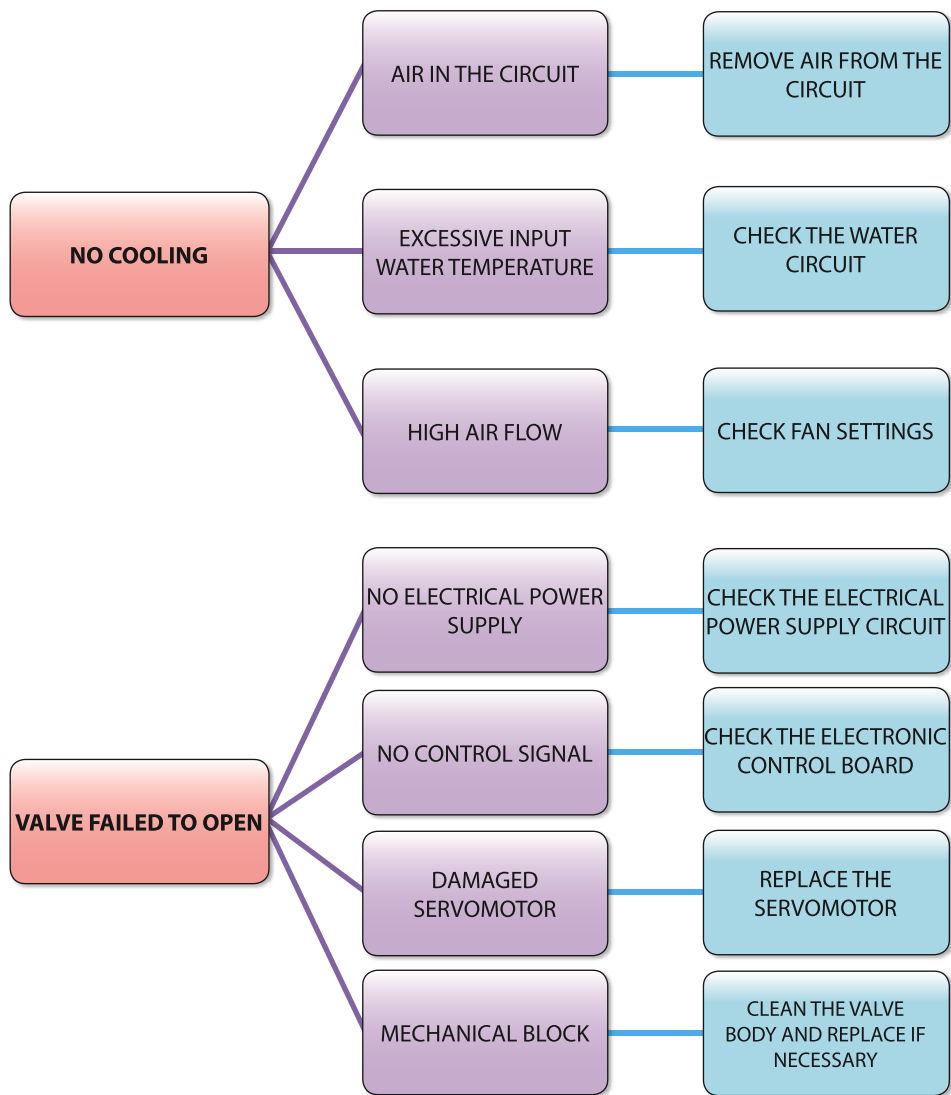 AIR IN THE CIRCUIT
REMOVE AIR FROM THE
CIRCUIT
NO COOLING
EXCESSIVE INPUT
WATER TEMPERATURE
CHECK THE WATER
CIRCUIT
HIGH AIR FLOW
CHECK FAN SETTINGS
NO ELECTRICAL POWER
SUPPLY
CHECK THE ELECTRICAL
POWER SUPPLY CIRCUIT
VALVE FAILED TO OPEN
NO CONTROL SIGNAL
CHECK THE ELECTRONIC
CONTROL BOARD
DAMAGED
SERVOMOTOR
REPLACE THE
SERVOMOTOR
MECHANICAL BLOCK
CLEAN THE VALVE
BODY AND REPLACE IF
NECESSARY